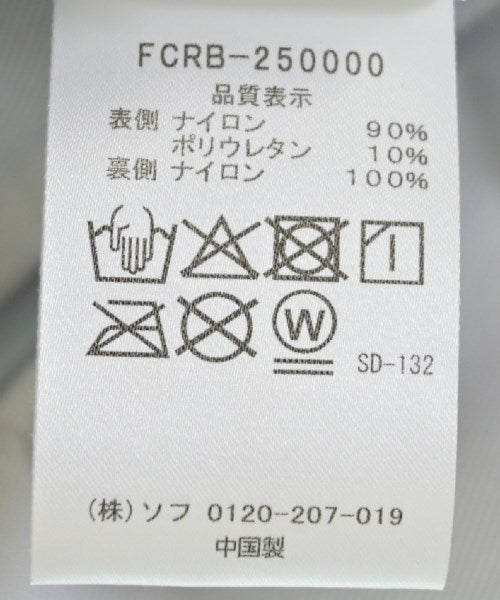 FCRB-250000
品質表示
表側 ナイロン 90%
ポリウレタン 10%
裏側 ナイロン 100%
W
SD-132
(株)ソフ 0120-207-019
中国製